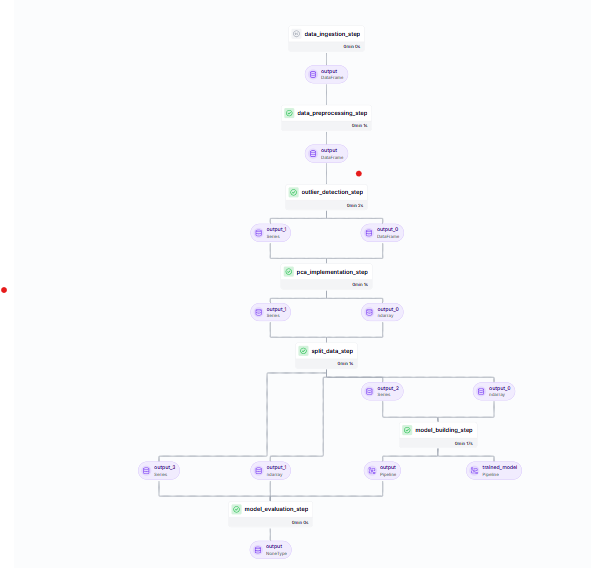 data_ingestion_step
0min 0s
output
DataFrame
data_preprocessing_step
0min 1s
output
DataFrame
outlier_detection_step
0min 2s
output_1
Series
output_0
DataFrame
pca_implementation_step
0min 1s
output_1
Series
output_0
ndarray
split_data_step
0min 1s
output_2
Series
output_0
ndarray
model_building_step
0min
output_3
Series
output_1
ndarray
output
Pipeline
trained_model
Pipeline
model_evaluation_step
0min 0s
output
NoneType